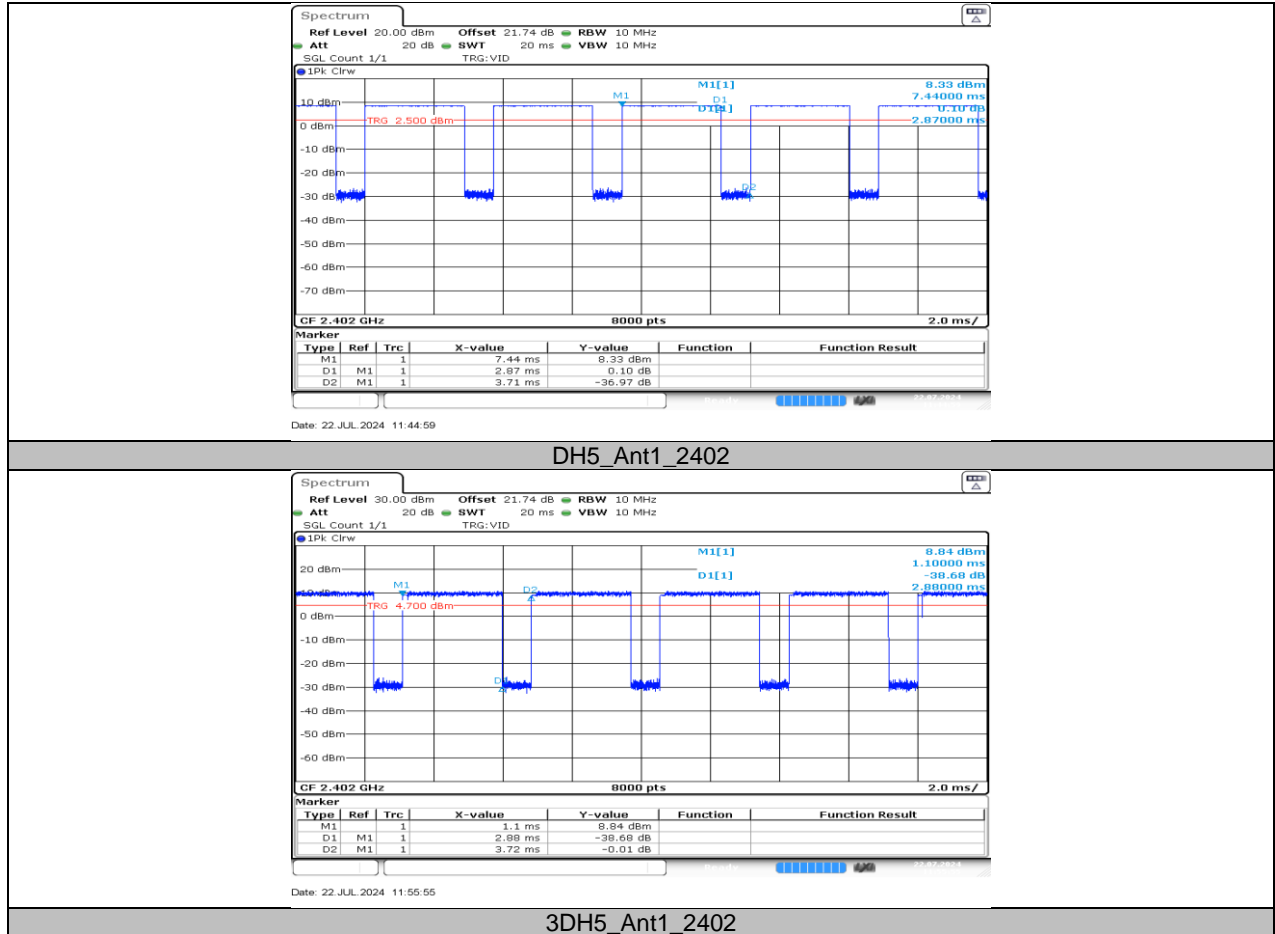 Spectrum
Ref Level 20.00 dBm Offset 21.74 dB RBW 10 MHz
Att 20 dB SWT 20 ms VBW 10 MHz
SGL Count 1/1 TRG:VID
1Pk Clrw
M1[1] 8.33 dBm
7.44000 ms
D1[1] 0.10 dB
2.87000 ms
M1
D1
D2
10 dBm
TRG 2.500 dBm
0 dBm
-10 dBm
-20 dBm
-30 dBm
-40 dBm
-50 dBm
-60 dBm
-70 dBm
CF 2.402 GHz 8000 pts 2.0 ms/
Marker
Type Ref Trc X-value Y-value Function Function Result
M1 1 7.44 ms 8.33 dBm
D1 M1 1 2.87 ms 0.10 dB
D2 M1 1 3.71 ms -36.97 dB
Ready 22.07.2024
Date: 22.JUL.2024 11:44:59
DH5_Ant1_2402
Spectrum
Ref Level 30.00 dBm Offset 21.74 dB RBW 10 MHz
Att 20 dB SWT 20 ms VBW 10 MHz
SGL Count 1/1 TRG:VID
1Pk Clrw
M1[1] 8.84 dBm
1.10000 ms
D1[1] -38.68 dB
2.88000 ms
20 dBm
M1
D2
10 dBm
TRG 4.700 dBm
0 dBm
-10 dBm
-20 dBm
D1
-30 dBm
-40 dBm
-50 dBm
-60 dBm
CF 2.402 GHz 8000 pts 2.0 ms/
Marker
Type Ref Trc X-value Y-value Function Function Result
M1 1 1.1 ms 8.84 dBm
D1 M1 1 2.88 ms -38.68 dB
D2 M1 1 3.72 ms -0.01 dB
Ready 22.07.2024
Date: 22.JUL.2024 11:55:55
3DH5_Ant1_2402